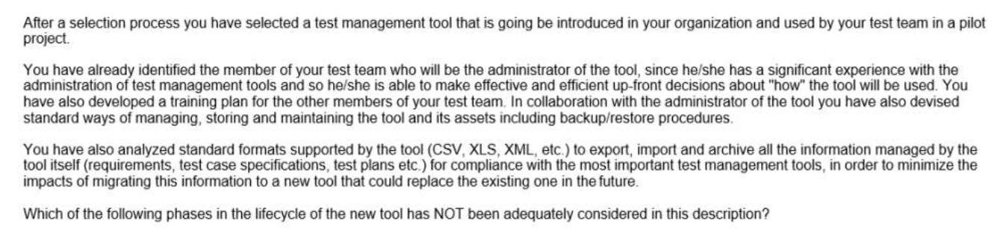 After a selection process you have selected a test management tool that is going be introduced in your organization and used by your test team in a pilot
project.
You have already identified the member of your test team who will be the administrator of the tool, since he/she has a significant experience with the
administration of test management tools and so he/she is able to make effective and efficient up-front decisions about "how" the tool will be used. You
have also developed a training plan for the other members of your test team. In collaboration with the administrator of the tool you have also devised
standard ways of managing, storing and maintaining the tool and its assets including backup/restore procedures.
You have also analyzed standard formats supported by the tool (CSV, XLS, XML, etc.) to export, import and archive all the information managed by the
tool itself (requirements, test case specifications, test plans etc.) for compliance with the most important test management tools, in order to minimize the
impacts of migrating this information to a new tool that could replace the existing one in the future.
Which of the following phases in the lifecycle of the new tool has NOT been adequately considered in this description?